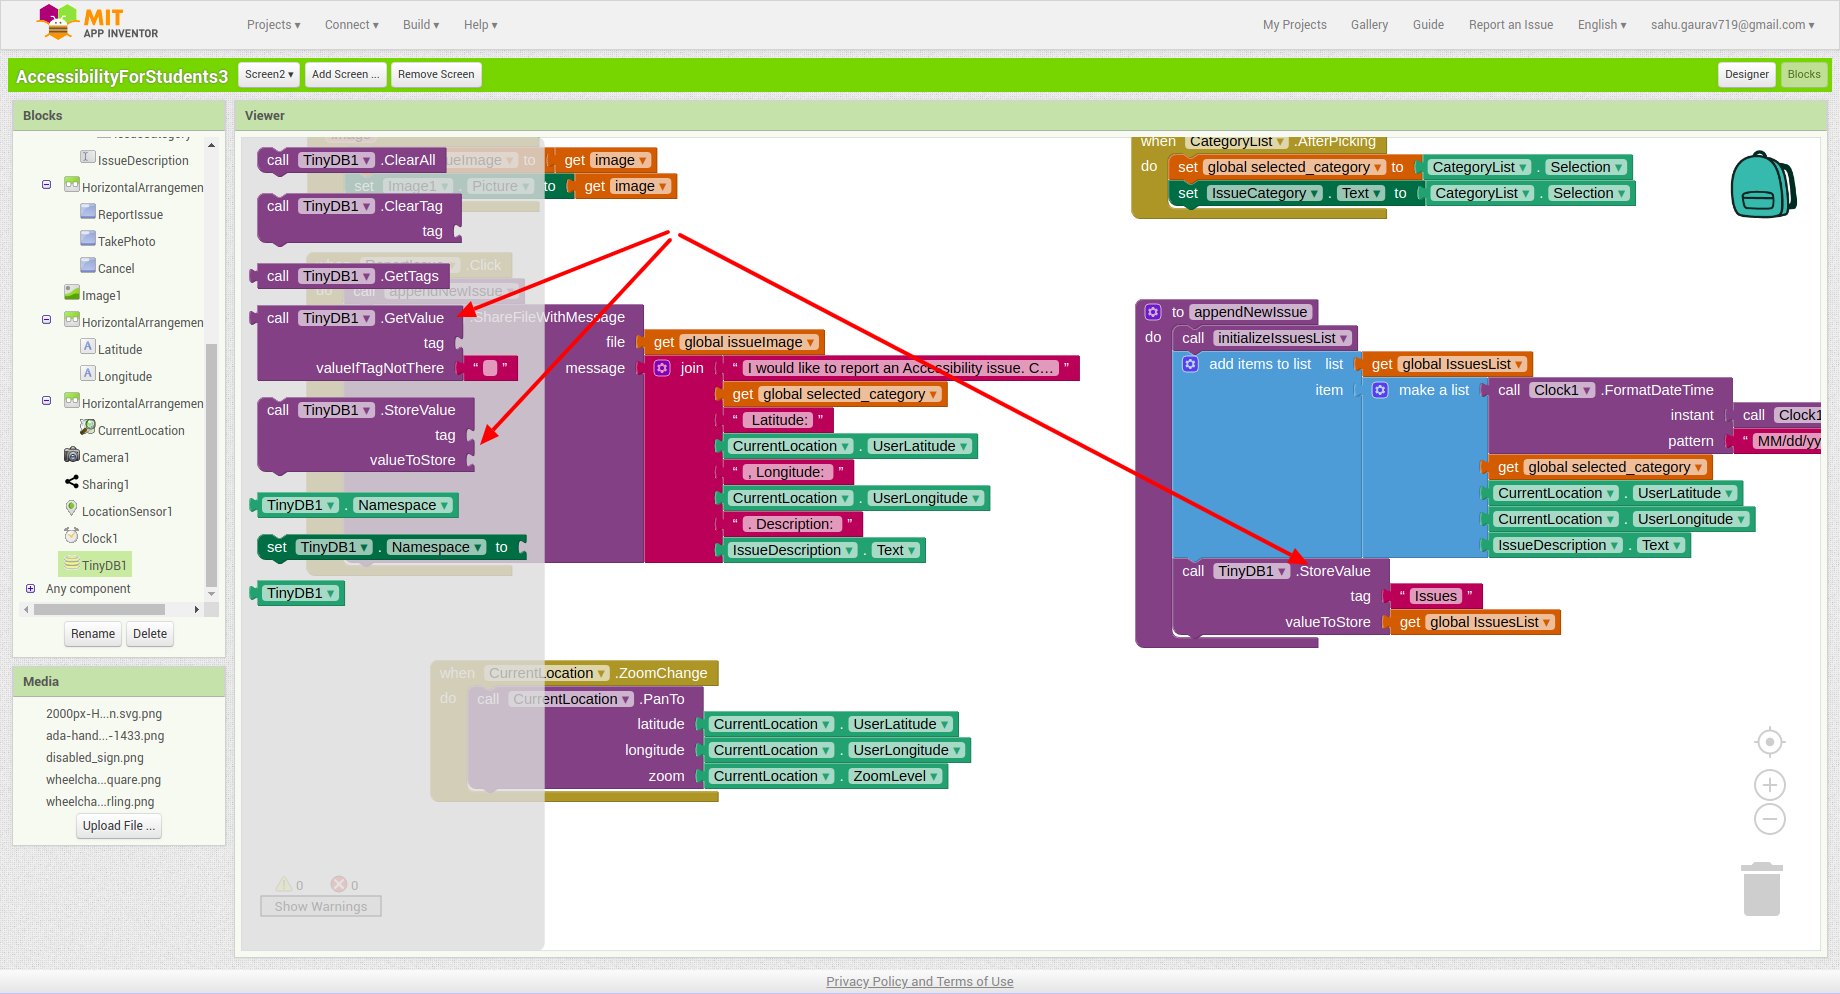 MIT
APP INVENTOR
Projects ▾ Connect ▾ Build ▾ Help ▾ My Projects Gallery Guide Report an Issue English ▾ sahu.gaurav719@gmail.com ▾
AccessibilityForStudents3 Screen2 ▾ Add Screen ... Remove Screen Designer Blocks
Blocks
IssueCategory
IssueDescription
HorizontalArrangemen
ReportIssue
TakePhoto
Cancel
Image1
HorizontalArrangemen
Latitude
Longitude
HorizontalArrangemen
CurrentLocation
Camera1
Sharing1
LocationSensor1
Clock1
TinyDB1
Any component
Rename Delete
Media
2000px-H...n.svg.png
ada-hand...-1433.png
disabled_sign.png
wheelcha...quare.png
wheelcha...rling.png
Upload File ...
Viewer
call TinyDB1 ▾ .ClearAll
call TinyDB1 ▾ .ClearTag
tag
call TinyDB1 ▾ .GetTags
call TinyDB1 ▾ .GetValue
tag
valueIfTagNotThere “ ”
call TinyDB1 ▾ .StoreValue
tag
valueToStore
TinyDB1 ▾ . Namespace ▾
set TinyDB1 ▾ . Namespace ▾ to
TinyDB1 ▾
0 0
Show Warnings
image
ueImage ▾ to get image ▾
set Image1 ▾ . Picture ▾ to get image ▾
.Click
do call appendNewIssue ▾
.ShareFileWithMessage
file get global issueImage ▾
message join “ I would like to report an Accessibility issue. C... ”
get global selected_category ▾
“ Latitude: ”
CurrentLocation ▾ . UserLatitude ▾
“ , Longitude: ”
CurrentLocation ▾ . UserLongitude ▾
“ . Description: ”
IssueDescription ▾ . Text ▾
when CurrentLocation ▾ .ZoomChange
do call CurrentLocation ▾ .PanTo
latitude CurrentLocation ▾ . UserLatitude ▾
longitude CurrentLocation ▾ . UserLongitude ▾
zoom CurrentLocation ▾ . ZoomLevel ▾
when CategoryList ▾ .AfterPicking
do set global selected_category ▾ to CategoryList ▾ . Selection ▾
set IssueCategory ▾ . Text ▾ to CategoryList ▾ . Selection ▾
to appendNewIssue
do call initializeIssuesList ▾
add items to list list get global IssuesList ▾
item make a list call Clock1 ▾ .FormatDateTime
instant call Clock1
pattern “ MM/dd/yy
get global selected_category ▾
CurrentLocation ▾ . UserLatitude ▾
CurrentLocation ▾ . UserLongitude ▾
IssueDescription ▾ . Text ▾
call TinyDB1 ▾ .StoreValue
tag “ Issues ”
valueToStore get global IssuesList ▾
Privacy Policy and Terms of Use